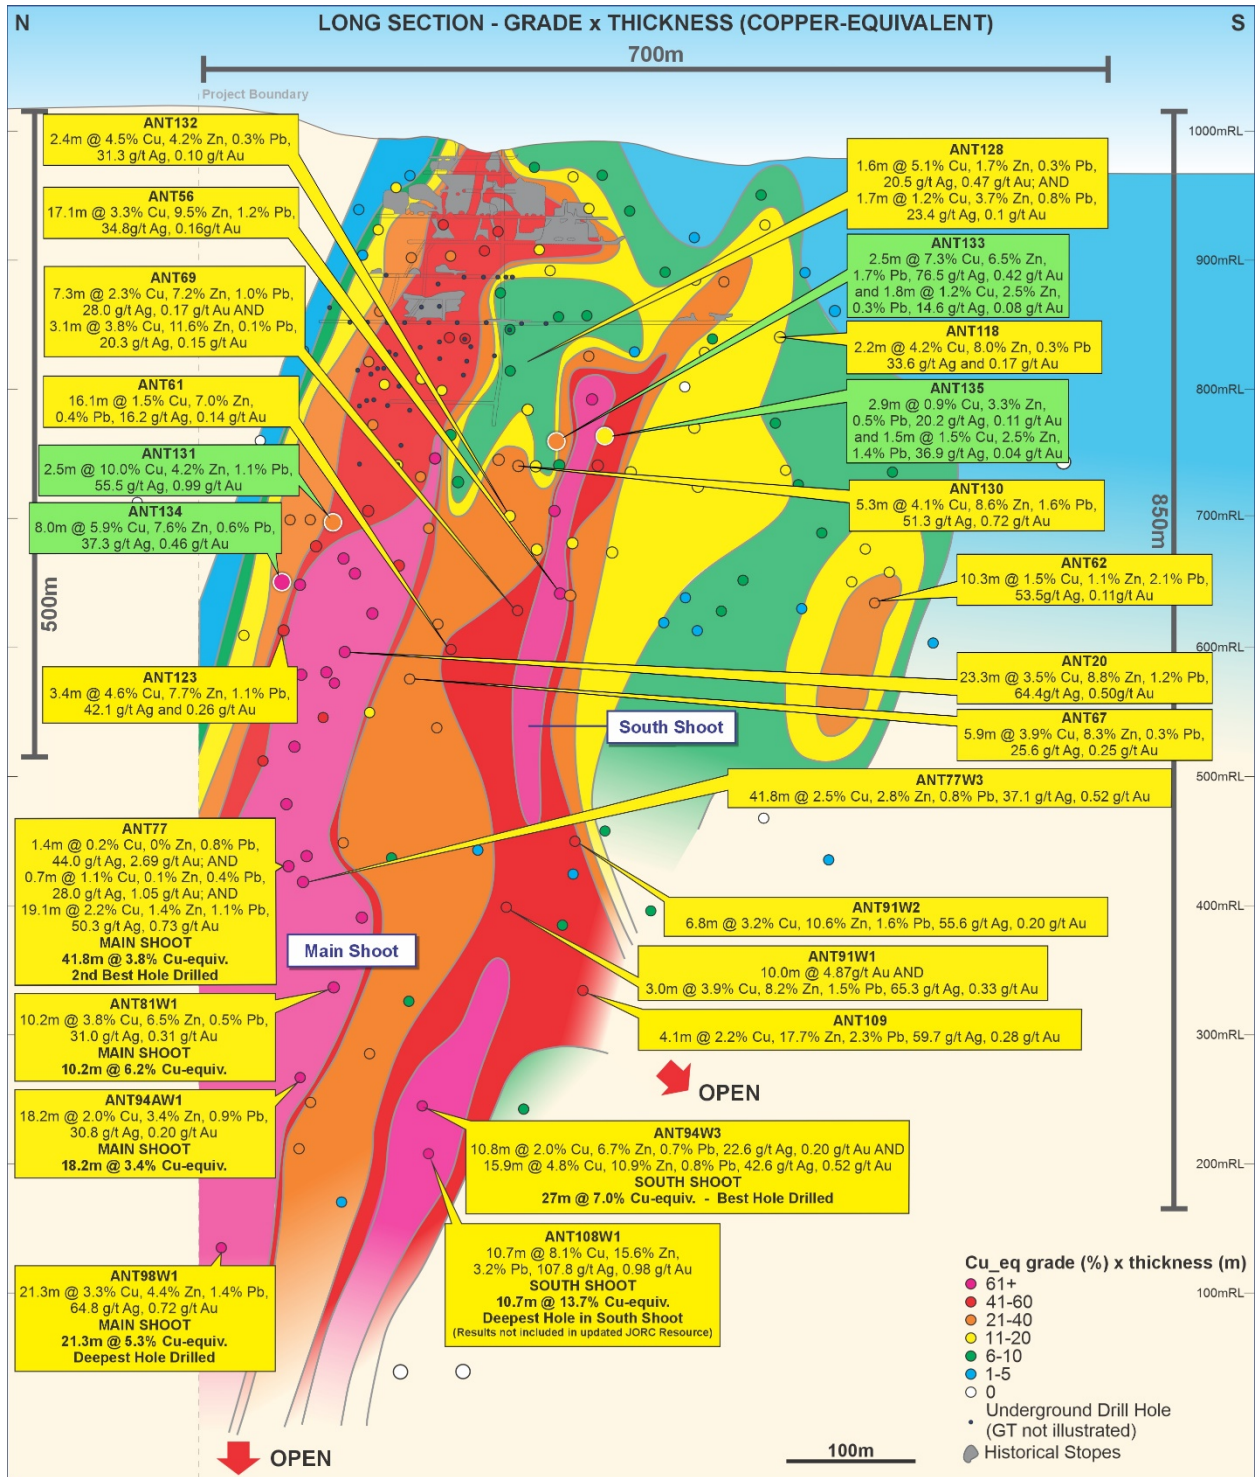 N
LONG SECTION - GRADE x THICKNESS (COPPER-EQUIVALENT)
S
700m
Project Boundary
500m
850m
1000mRL
900mRL
800mRL
700mRL
600mRL
500mRL
400mRL
300mRL
200mRL
100mRL
ANT132
2.4m @ 4.5% Cu, 4.2% Zn, 0.3% Pb,
31.3 g/t Ag, 0.10 g/t Au
ANT56
17.1m @ 3.3% Cu, 9.5% Zn, 1.2% Pb,
34.8g/t Ag, 0.16g/t Au
ANT69
7.3m @ 2.3% Cu, 7.2% Zn, 1.0% Pb,
28.0 g/t Ag, 0.17 g/t Au AND
3.1m @ 3.8% Cu, 11.6% Zn, 0.1% Pb,
20.3 g/t Ag, 0.15 g/t Au
ANT61
16.1m @ 1.5% Cu, 7.0% Zn,
0.4% Pb, 16.2 g/t Ag, 0.14 g/t Au
ANT131
2.5m @ 10.0% Cu, 4.2% Zn, 1.1% Pb,
55.5 g/t Ag, 0.99 g/t Au
ANT134
8.0m @ 5.9% Cu, 7.6% Zn, 0.6% Pb,
37.3 g/t Ag, 0.46 g/t Au
ANT123
3.4m @ 4.6% Cu, 7.7% Zn, 1.1% Pb,
42.1 g/t Ag and 0.26 g/t Au
ANT77
1.4m @ 0.2% Cu, 0% Zn, 0.8% Pb,
44.0 g/t Ag, 2.69 g/t Au; AND
0.7m @ 1.1% Cu, 0.1% Zn, 0.4% Pb,
28.0 g/t Ag, 1.05 g/t Au; AND
19.1m @ 2.2% Cu, 1.4% Zn, 1.1% Pb,
50.3 g/t Ag, 0.73 g/t Au
MAIN SHOOT
41.8m @ 3.8% Cu-equiv.
2nd Best Hole Drilled
ANT81W1
10.2m @ 3.8% Cu, 6.5% Zn, 0.5% Pb,
31.0 g/t Ag, 0.31 g/t Au
MAIN SHOOT
10.2m @ 6.2% Cu-equiv.
ANT94AW1
18.2m @ 2.0% Cu, 3.4% Zn, 0.9% Pb,
30.8 g/t Ag, 0.20 g/t Au
MAIN SHOOT
18.2m @ 3.4% Cu-equiv.
ANT98W1
21.3m @ 3.3% Cu, 4.4% Zn, 1.4% Pb,
64.8 g/t Ag, 0.72 g/t Au
MAIN SHOOT
21.3m @ 5.3% Cu-equiv.
Deepest Hole Drilled
ANT128
1.6m @ 5.1% Cu, 1.7% Zn, 0.3% Pb,
20.5 g/t Ag, 0.47 g/t Au; AND
1.7m @ 1.2% Cu, 3.7% Zn, 0.8% Pb,
23.4 g/t Ag, 0.1 g/t Au
ANT133
2.5m @ 7.3% Cu, 6.5% Zn,
1.7% Pb, 76.5 g/t Ag, 0.42 g/t Au
and 1.8m @ 1.2% Cu, 2.5% Zn,
0.3% Pb, 14.6 g/t Ag, 0.08 g/t Au
ANT118
2.2m @ 4.2% Cu, 8.0% Zn, 0.3% Pb
33.6 g/t Ag and 0.17 g/t Au
ANT135
2.9m @ 0.9% Cu, 3.3% Zn,
0.5% Pb, 20.2 g/t Ag, 0.11 g/t Au
and 1.5m @ 1.5% Cu, 2.5% Zn,
1.4% Pb, 36.9 g/t Ag, 0.04 g/t Au
ANT130
5.3m @ 4.1% Cu, 8.6% Zn, 1.6% Pb,
51.3 g/t Ag, 0.72 g/t Au
ANT62
10.3m @ 1.5% Cu, 1.1% Zn, 2.1% Pb,
53.5g/t Ag, 0.11g/t Au
ANT20
23.3m @ 3.5% Cu, 8.8% Zn, 1.2% Pb,
64.4g/t Ag, 0.50g/t Au
ANT67
5.9m @ 3.9% Cu, 8.3% Zn, 0.3% Pb,
25.6 g/t Ag, 0.25 g/t Au
South Shoot
ANT77W3
41.8m @ 2.5% Cu, 2.8% Zn, 0.8% Pb, 37.1 g/t Ag, 0.52 g/t Au
ANT91W2
6.8m @ 3.2% Cu, 10.6% Zn, 1.6% Pb, 55.6 g/t Ag, 0.20 g/t Au
Main Shoot
ANT91W1
10.0m @ 4.87g/t Au AND
3.0m @ 3.9% Cu, 8.2% Zn, 1.5% Pb, 65.3 g/t Ag, 0.33 g/t Au
ANT109
4.1m @ 2.2% Cu, 17.7% Zn, 2.3% Pb, 59.7 g/t Ag, 0.28 g/t Au
OPEN
ANT94W3
10.8m @ 2.0% Cu, 6.7% Zn, 0.7% Pb, 22.6 g/t Ag, 0.20 g/t Au AND
15.9m @ 4.8% Cu, 10.9% Zn, 0.8% Pb, 42.6 g/t Ag, 0.52 g/t Au
SOUTH SHOOT
27m @ 7.0% Cu-equiv. - Best Hole Drilled
ANT108W1
10.7m @ 8.1% Cu, 15.6% Zn,
3.2% Pb, 107.8 g/t Ag, 0.98 g/t Au
SOUTH SHOOT
10.7m @ 13.7% Cu-equiv.
Deepest Hole in South Shoot
(Results not included in updated JORC Resource)
Cu_eq grade (%) x thickness (m)
61+
41-60
21-40
11-20
6-10
1-5
0
Underground Drill Hole
(GT not illustrated)
Historical Stopes
100m
OPEN